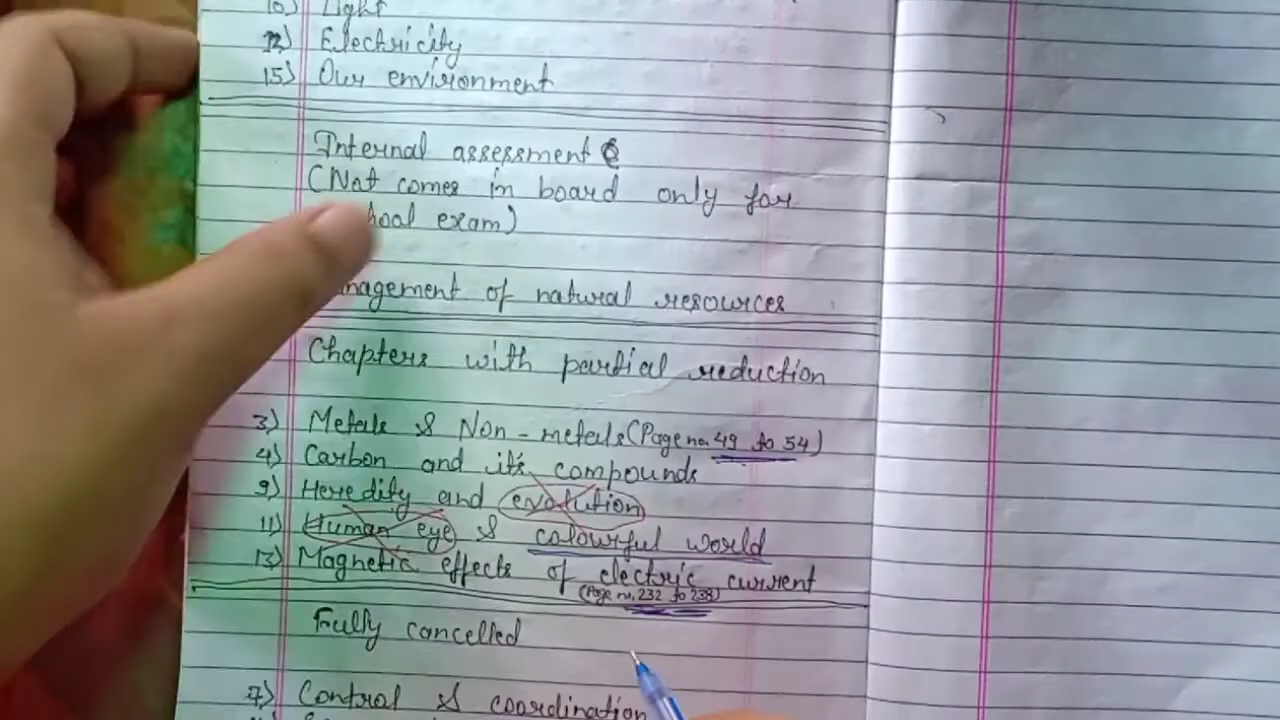 10) Light
12) Electricity
15) Our environment
Internal assessment
(Not comes in board only for
exam)
of natural resources
Chapters with partial reduction
3) Metals & Non-metals (Page no. 49 to 54)
4) Carbon and its compounds
9) Heredity and evolution
11) Human eye & colourful world
13) Magnetic effects of electric current
(Page no. 232 to 238)
Fully cancelled
7) Control & coordination